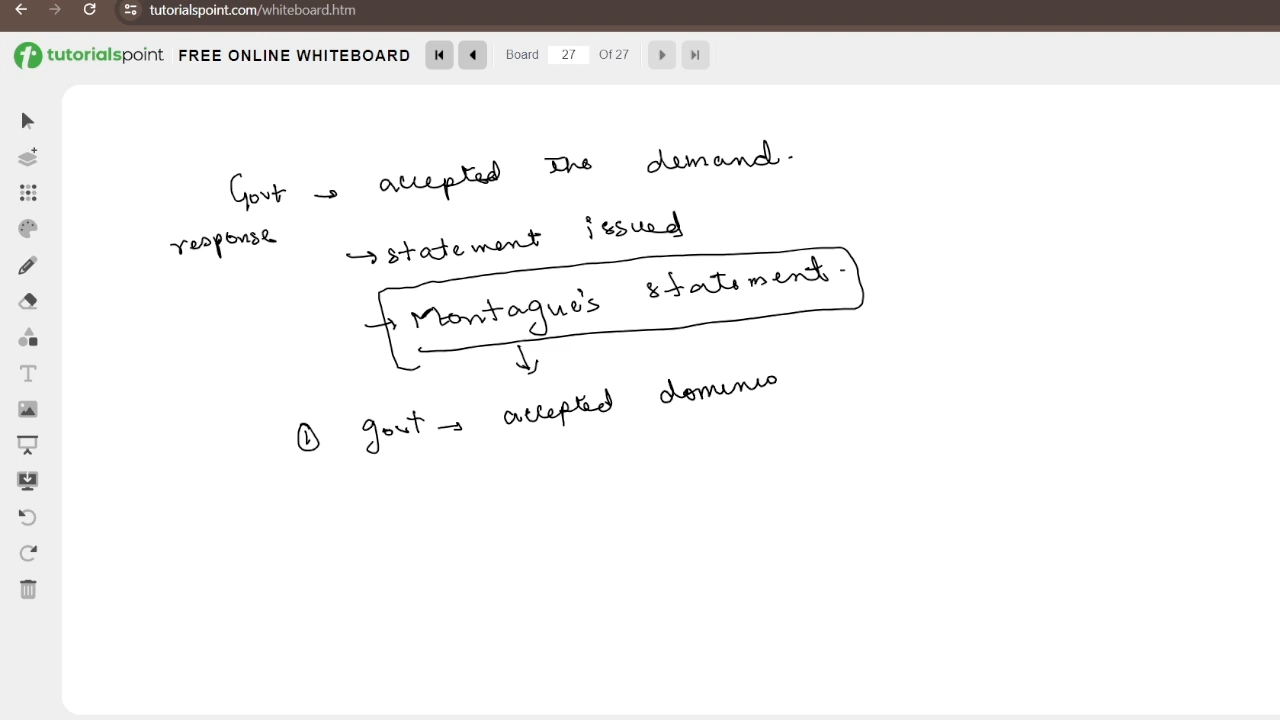 tutorialspoint.com/whiteboard.htm
tutorialspoint FREE ONLINE WHITEBOARD Board 27 Of 27
Govt → accepted the demand.
response
→ statement issued
→ Montague's statement.
↓
① govt → accepted dominio